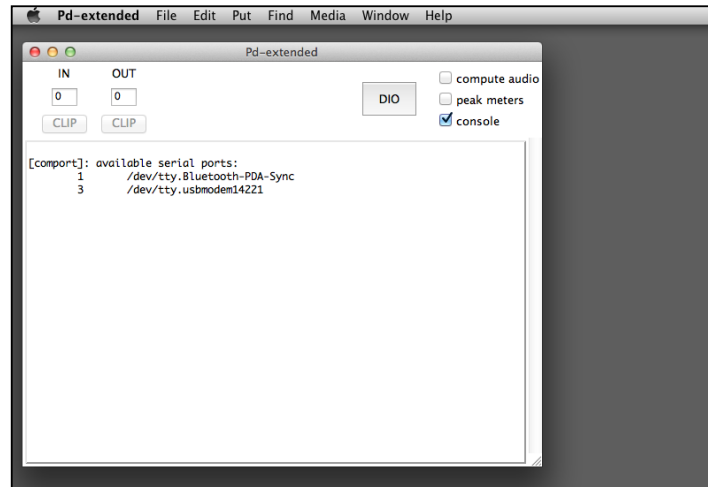 Pd-extended File Edit Put Find Media Window Help
Pd-extended
IN OUT
0 0
CLIP CLIP
DIO
compute audio
peak meters
console
[comport]: available serial ports:
1 /dev/tty.Bluetooth-PDA-Sync
3 /dev/tty.usbmodem14221